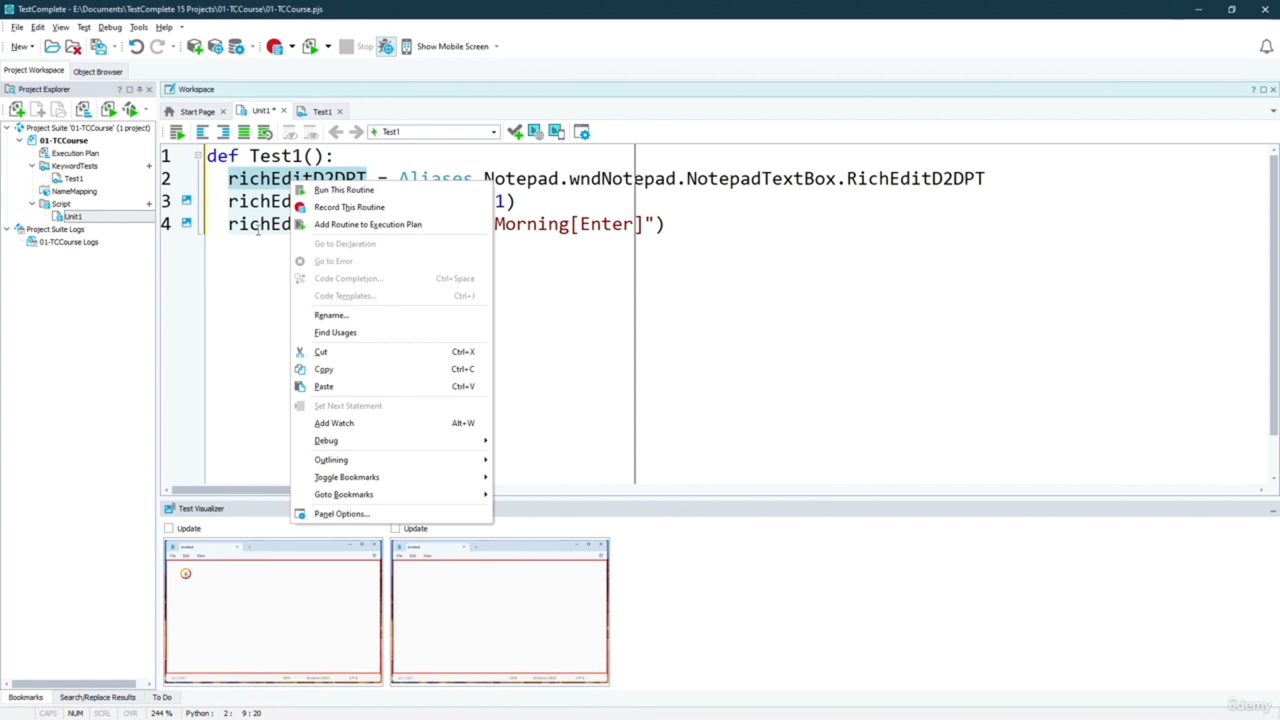 TestComplete - E:\Documents\TestComplete 15 Projects\01-TCCourse\01-TCCourse.pjs
File Edit View Test Debug Tools Help
New Stop Show Mobile Screen
Project Workspace Object Browser
Project Explorer
Workspace
Start Page Unit1 * Test1
Test1
Project Suite '01-TCCourse' (1 project)
01-TCCourse
Execution Plan
KeywordTests
Test1
NameMapping
Script
Unit1
Project Suite Logs
01-TCCourse Logs
1 def Test1():
2 richEditD2DPT = Aliases.Notepad.wndNotepad.NotepadTextBox.RichEditD2DPT
3 richEd 1)
4 richEd Morning[Enter]")
Run This Routine
Record This Routine
Add Routine to Execution Plan
Go to Declaration
Go to Error
Code Completion... Ctrl+Space
Code Templates... Ctrl+J
Rename...
Find Usages
Cut Ctrl+X
Copy Ctrl+C
Paste Ctrl+V
Set Next Statement
Add Watch Alt+W
Debug
Outlining
Toggle Bookmarks
Goto Bookmarks
Panel Options...
Test Visualizer
Update Update
File Edit View File Edit View
Bookmarks Search/Replace Results To Do
CAPS NUM SCRL OVR 244 % Python : 2 : 9 : 20
ûdemy